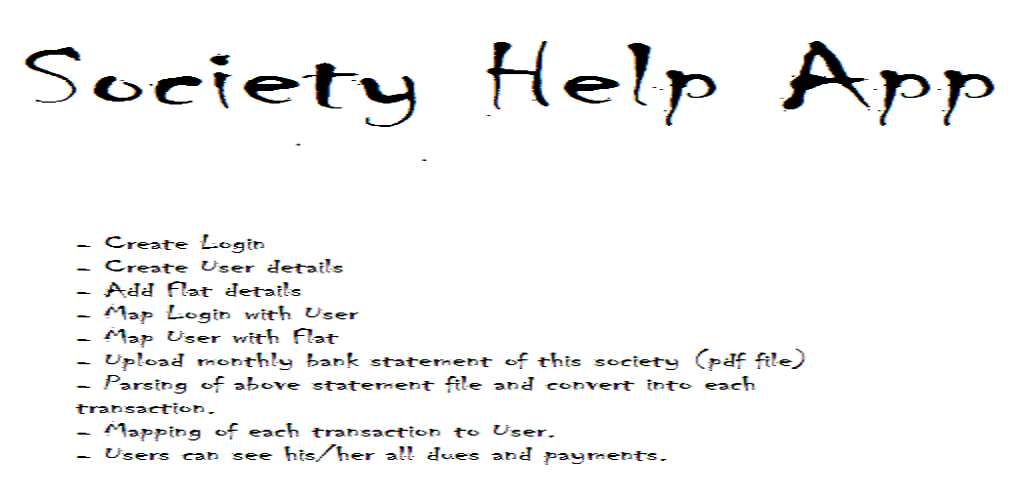 Society Help App
- Create Login
- Create User details
- Add Flat details
- Map Login with User
- Map User with Flat
- Upload monthly bank statement of this society (pdf file)
- Parsing of above statement file and convert into each
transaction.
- Mapping of each transaction to User.
- Users can see his/her all dues and payments.